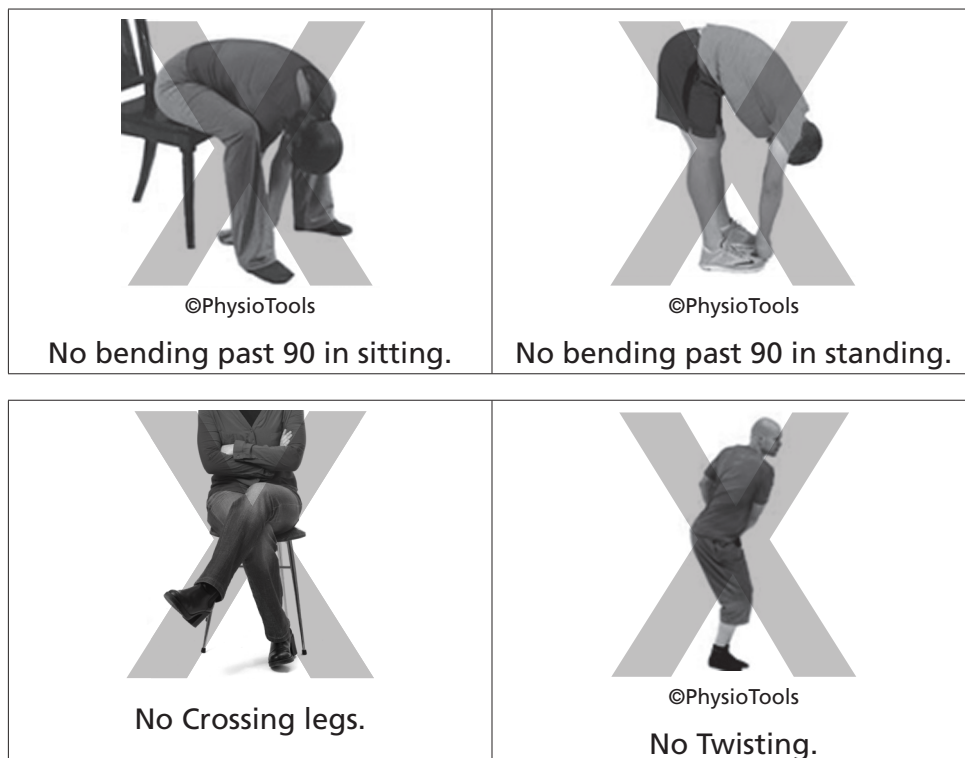 ©PhysioTools
No bending past 90 in sitting.
©PhysioTools
No bending past 90 in standing.
No Crossing legs.
©PhysioTools
No Twisting.